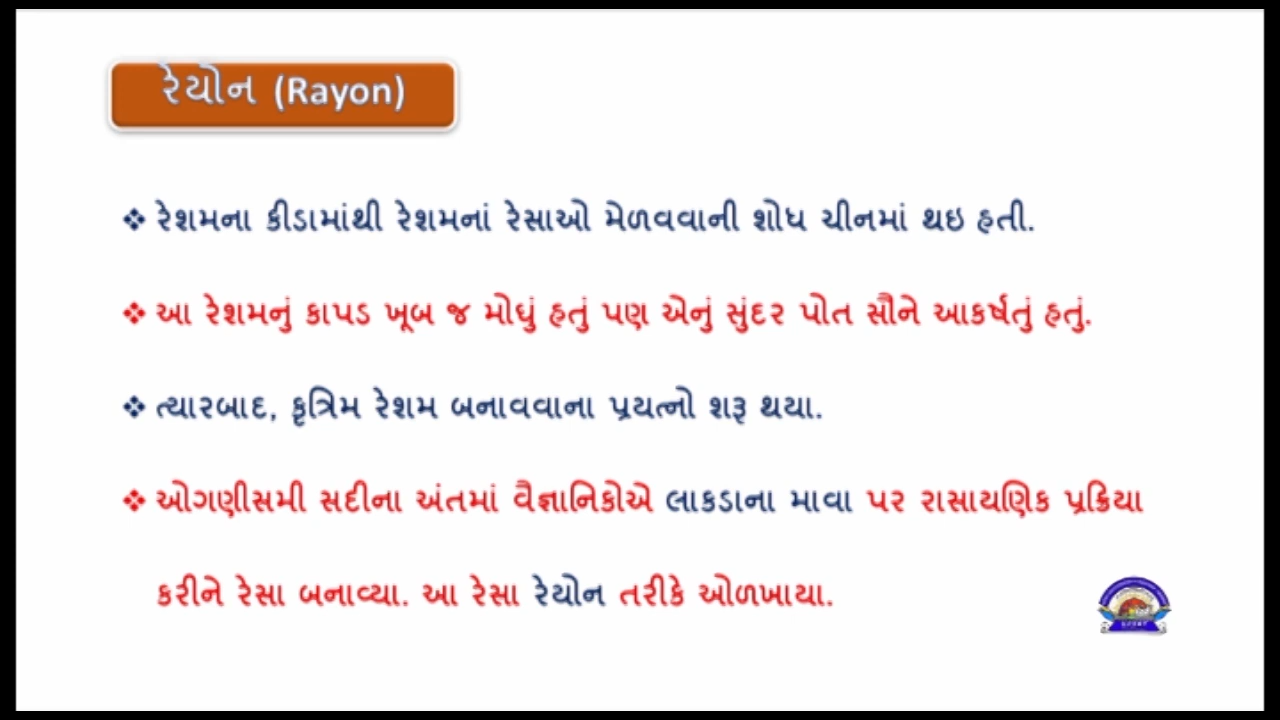 રેયોન (Rayon)
❖ રેશમના કીડામાંથી રેશમનાં રેસાઓ મેળવવાની શોધ ચીનમાં થઇ હતી.
❖ આ રેશમનું કાપડ ખૂબ જ મોઘું હતું પણ એનું સુંદર પોત સૌને આકર્ષતું હતું.
❖ ત્યારબાદ, કૃત્રિમ રેશમ બનાવવાના પ્રયત્નો શરૂ થયા.
❖ ઓગણીસમી સદીના અંતમાં વૈજ્ઞાનિકોએ લાકડાના માવા પર રાસાયણિક પ્રક્રિયા
કરીને રેસા બનાવ્યા. આ રેસા રેયોન તરીકે ઓળખાયા.